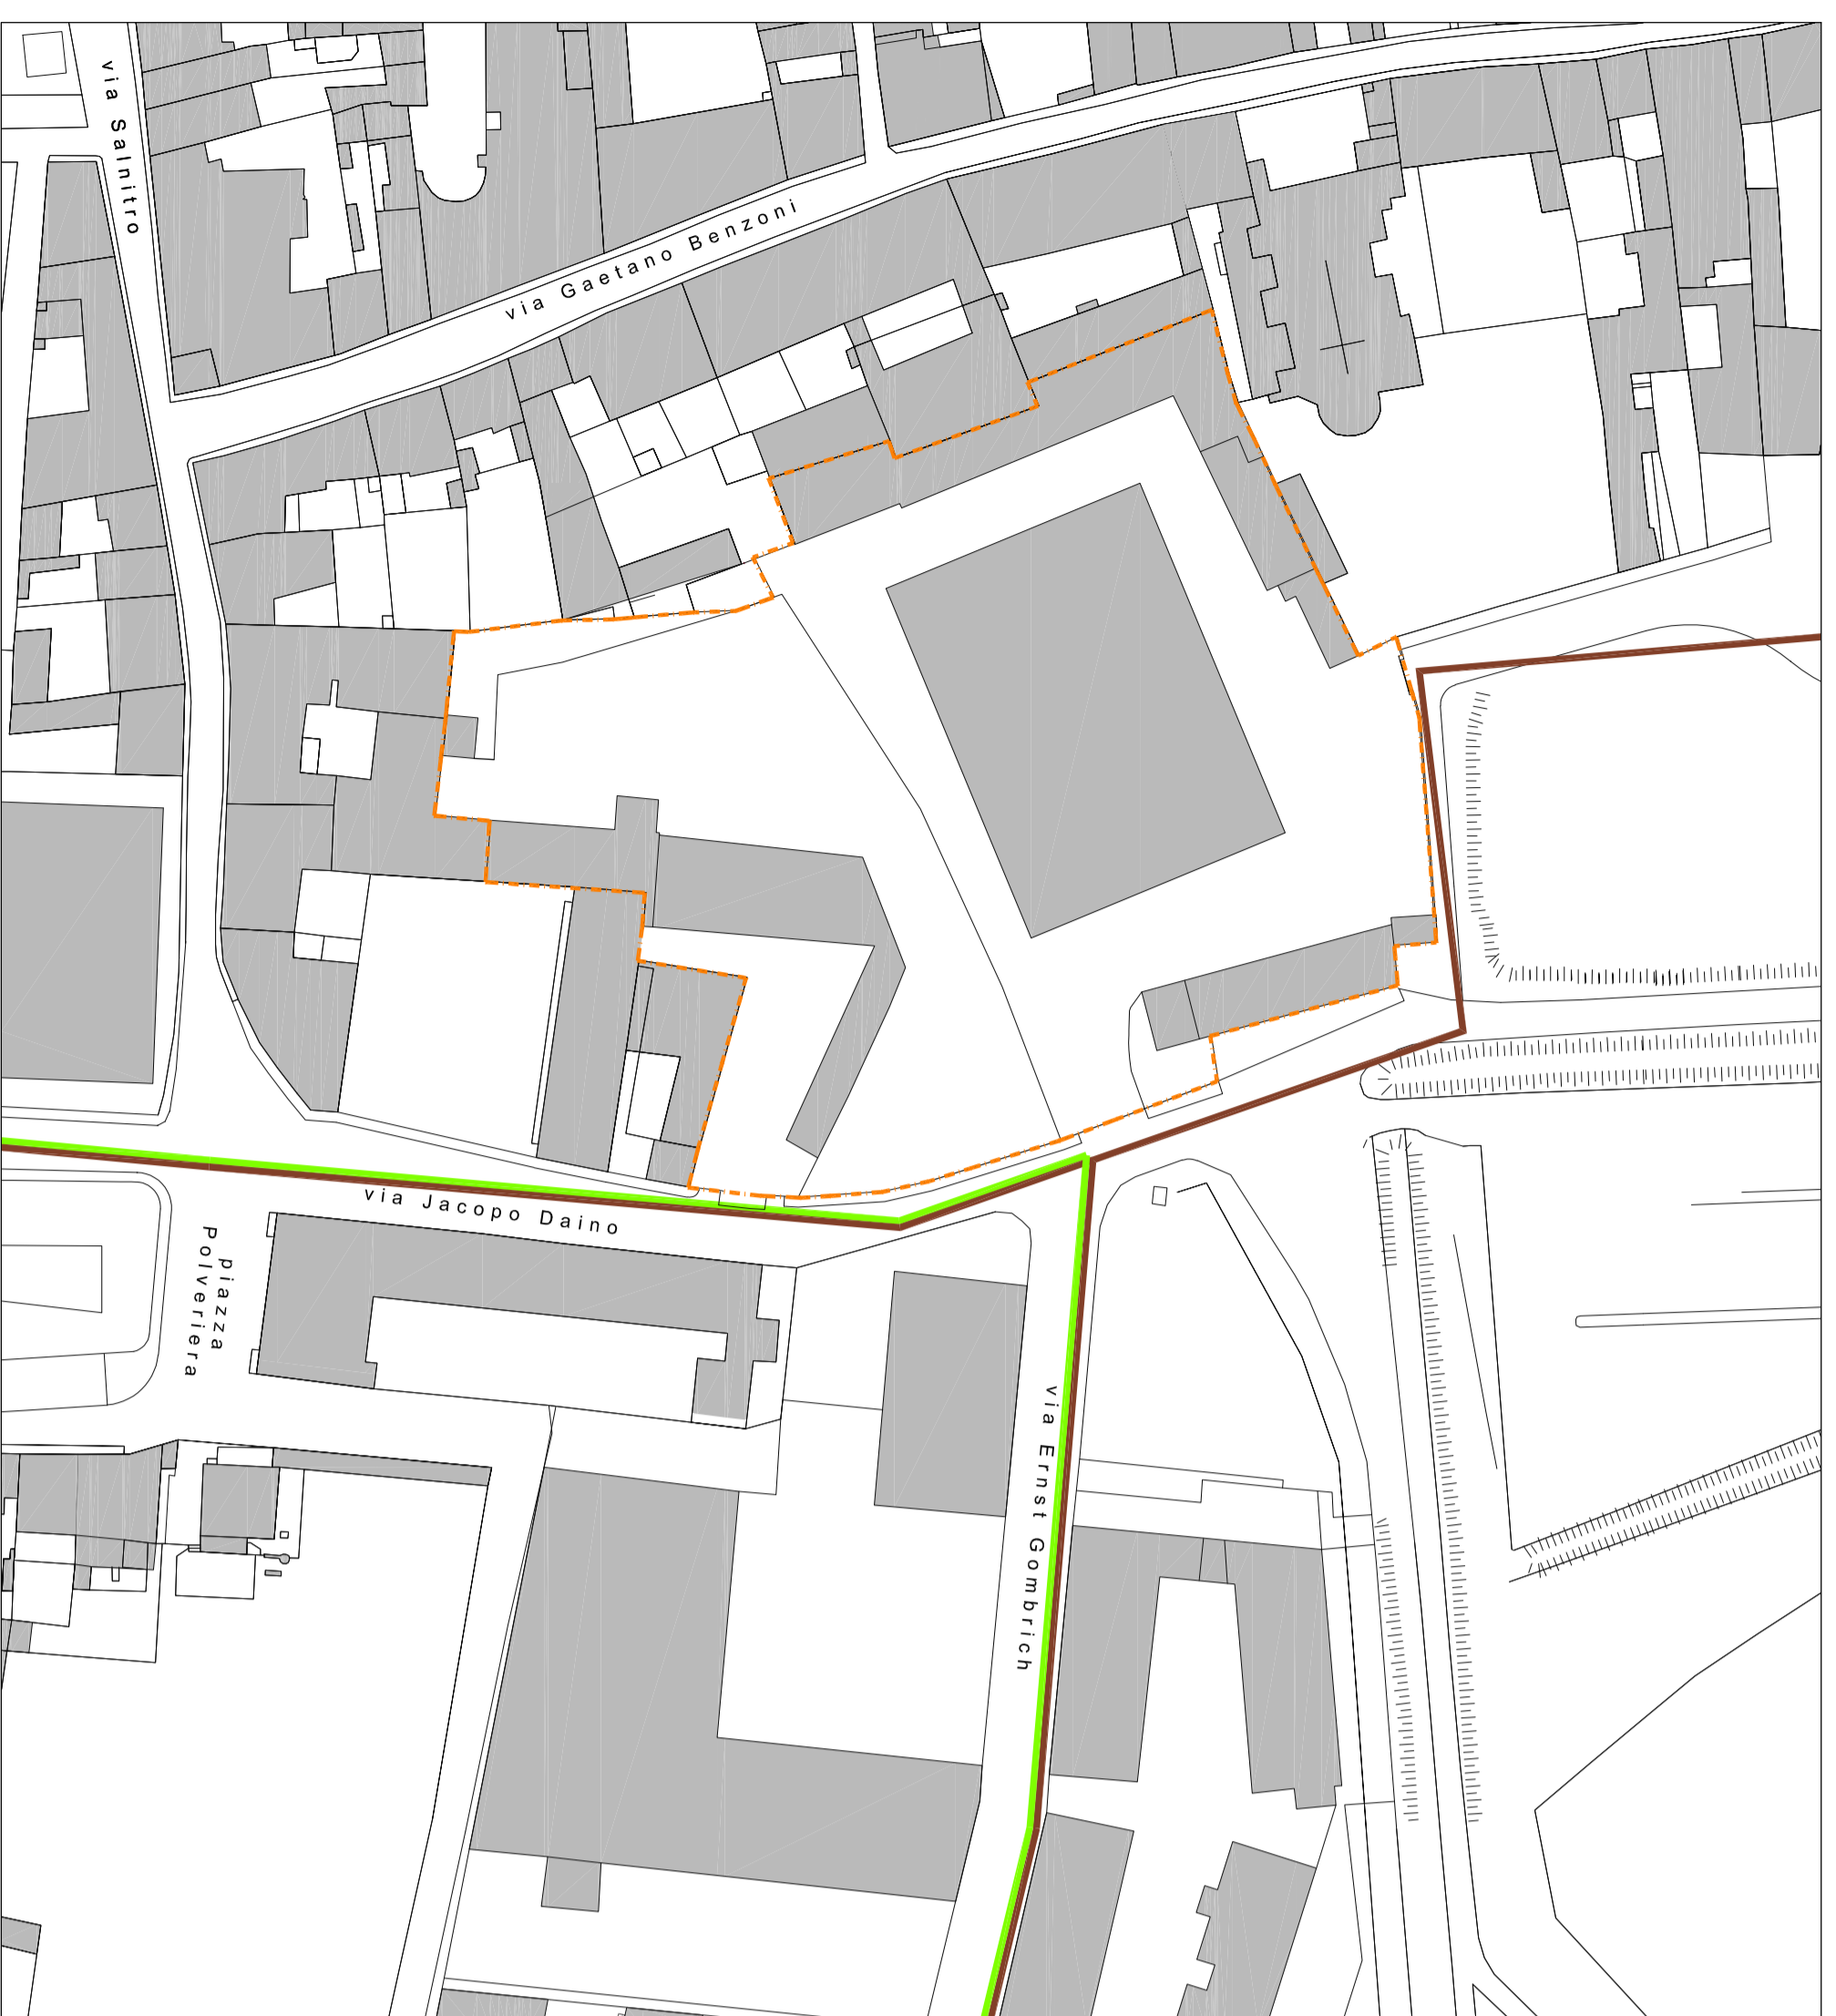 via Salnitro
via Gaetano Benzoni
via Jacopo Daino
piazza
Polveriera
via Ernst Gombrich